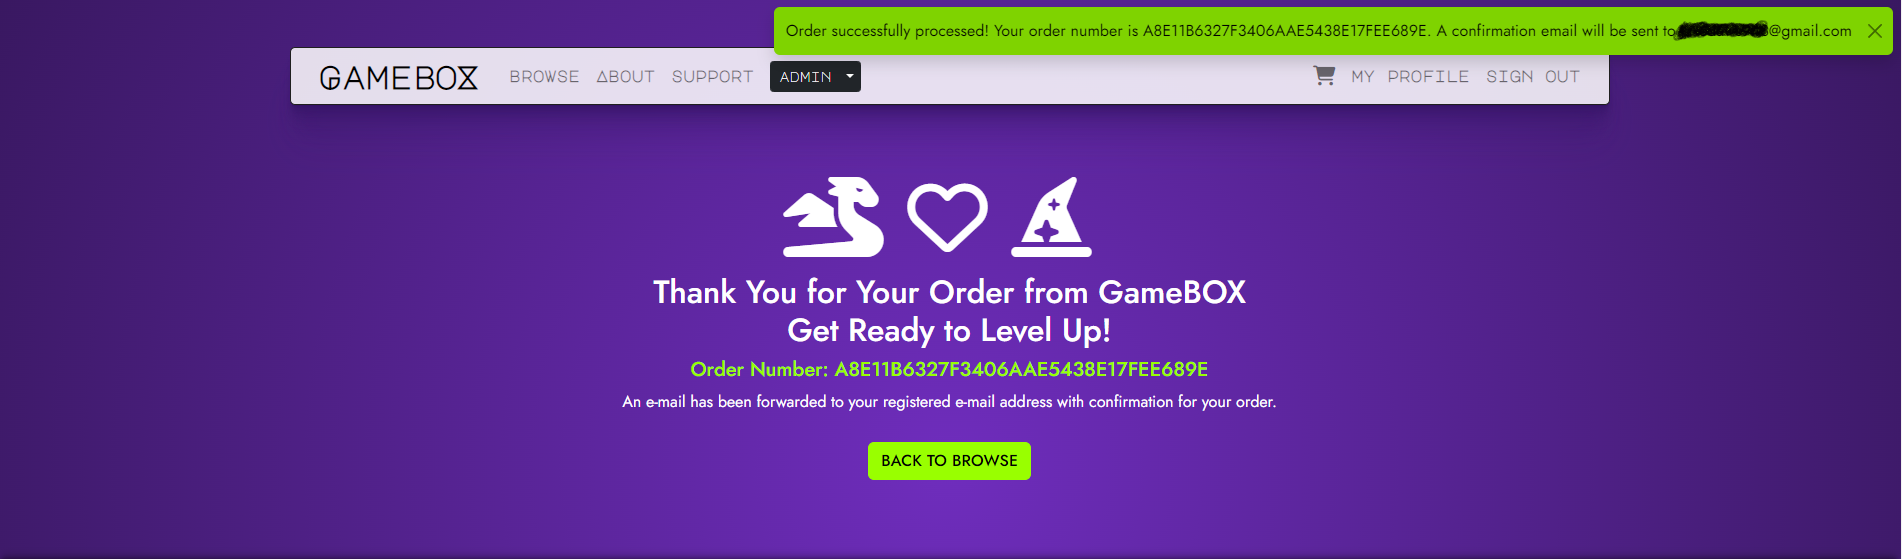 Order successfully processed! Your order number is A8E11B6327F3406AAE5438E17FEE689E. A confirmation email will be sent to @gmail.com
GAMEBOX BROWSE ABOUT SUPPORT ADMIN MY PROFILE SIGN OUT
Thank You for Your Order from GameBOX
Get Ready to Level Up!
Order Number: A8E11B6327F3406AAE5438E17FEE689E
An e-mail has been forwarded to your registered e-mail address with confirmation for your order.
BACK TO BROWSE